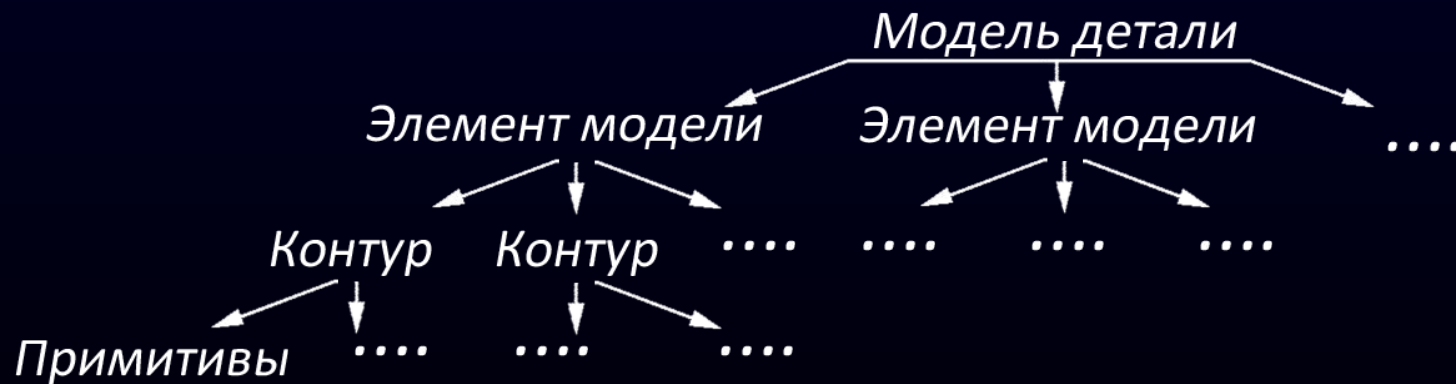 Модель детали
Элемент модели Элемент модели ....
Контур Контур .... .... .... ....
Примитивы .... .... ....